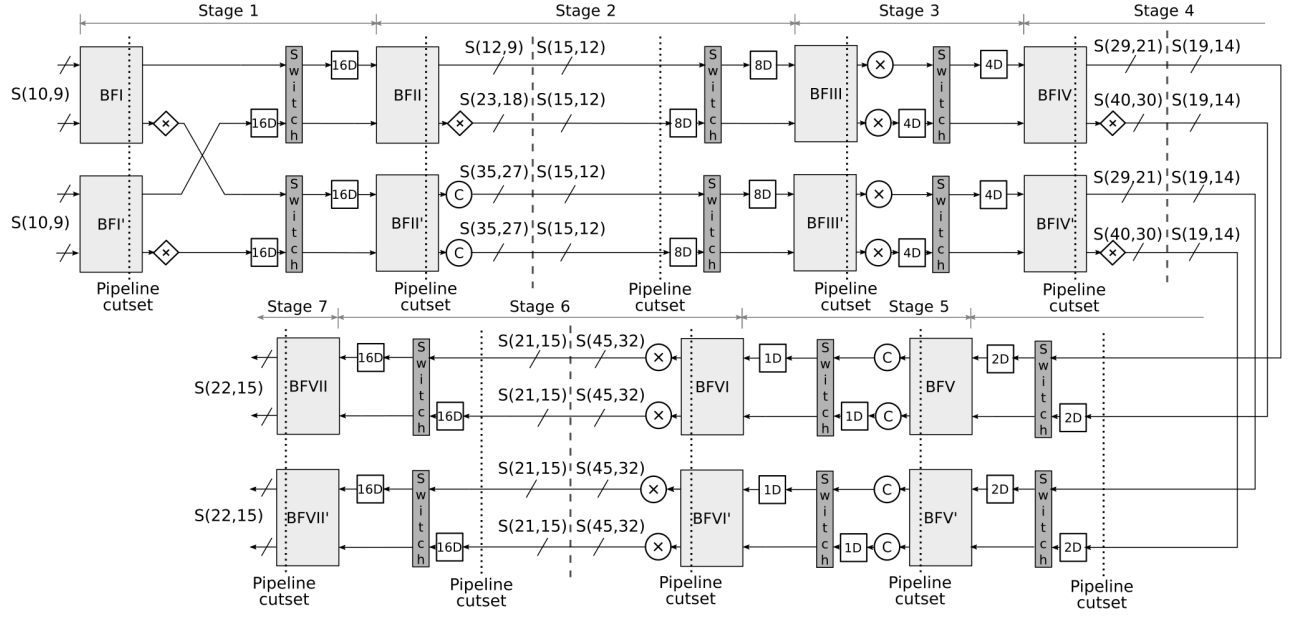 Stage 1 Stage 2 Stage 3 Stage 4
S(12,9) S(15,12) S(29,21) S(19,14)
16D 8D 4D
S(10,9) BFI Switch BFII S(23,18) S(15,12) Switch BFIII Switch BFIV S(40,30) S(19,14)
16D 8D 4D
S(35,27) S(15,12) S(29,21) S(19,14)
16D C 8D 4D
S(10,9) BFI' Switch BFII' S(35,27) S(15,12) Switch BFIII' Switch BFIV' S(40,30) S(19,14)
16D C 8D 4D
Pipeline cutset Pipeline cutset Pipeline cutset Pipeline cutset Pipeline cutset
Stage 7 Stage 6 Stage 5
S(21,15) S(45,32)
16D 1D C 2D
S(22,15) BFVII Switch S(21,15) S(45,32) BFVI Switch BFV Switch
16D 1D C 2D
S(21,15) S(45,32)
16D 1D C 2D
S(22,15) BFVII' Switch S(21,15) S(45,32) BFVI' Switch BFV' Switch
16D 1D C 2D
Pipeline cutset Pipeline cutset Pipeline cutset Pipeline cutset Pipeline cutset